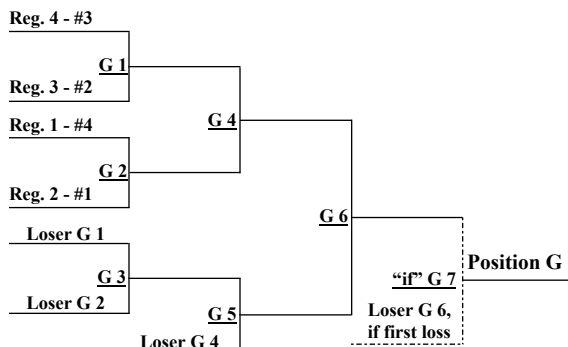 Reg. 4 - #3
G 1
Reg. 3 - #2
G 4
Reg. 1 - #4
G 2
Reg. 2 - #1
G 6
Loser G 1
G 3
Loser G 2
G 5
Loser G 4
Position G
“if” G 7
Loser G 6,
if first loss